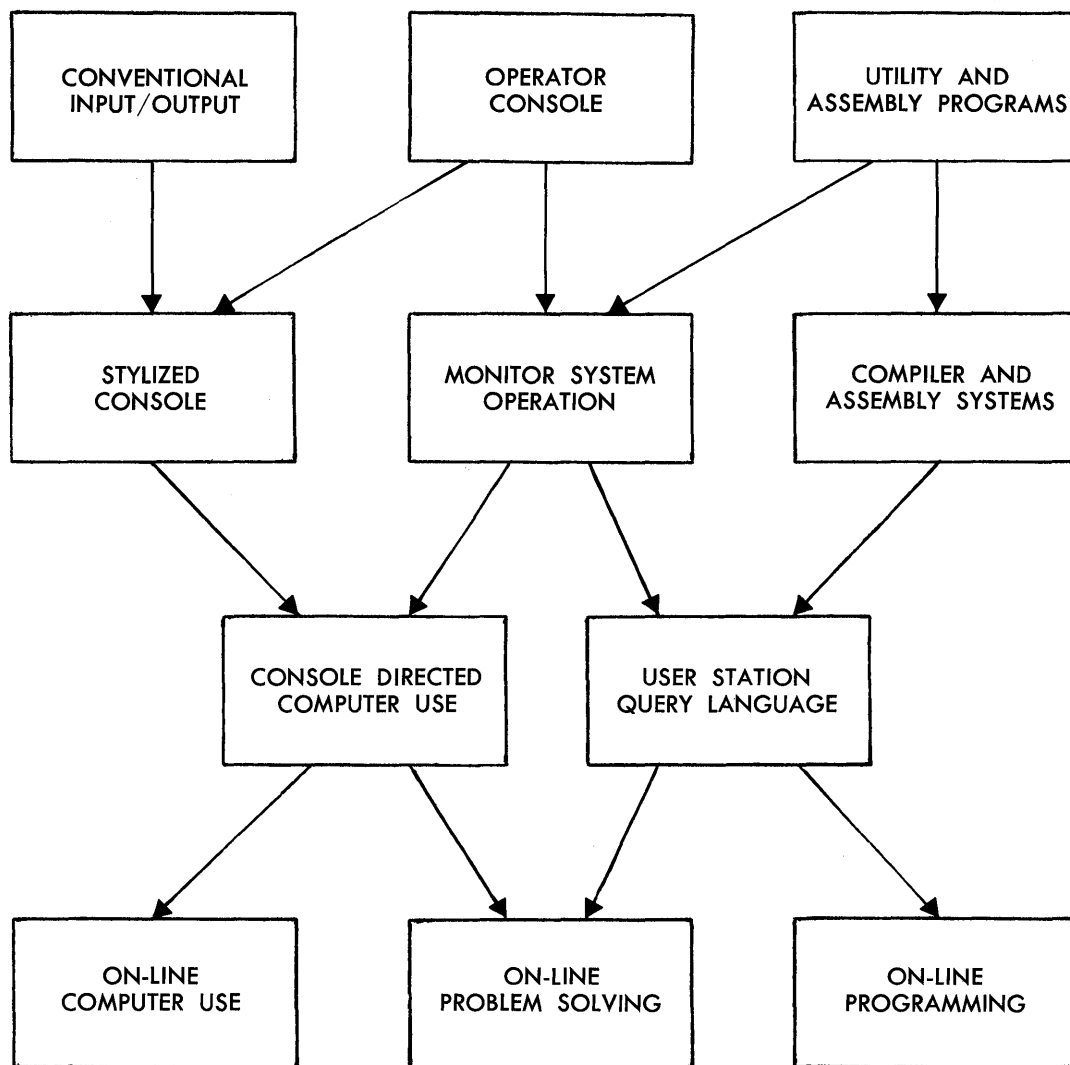 CONVENTIONAL
INPUT/OUTPUT
OPERATOR
CONSOLE
UTILITY AND
ASSEMBLY PROGRAMS
STYLIZED
CONSOLE
MONITOR SYSTEM
OPERATION
COMPILER AND
ASSEMBLY SYSTEMS
CONSOLE DIRECTED
COMPUTER USE
USER STATION
QUERY LANGUAGE
ON-LINE
COMPUTER USE
ON-LINE
PROBLEM SOLVING
ON-LINE
PROGRAMMING